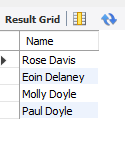 Result Grid
Name
Rose Davis
Eoin Delaney
Molly Doyle
Paul Doyle